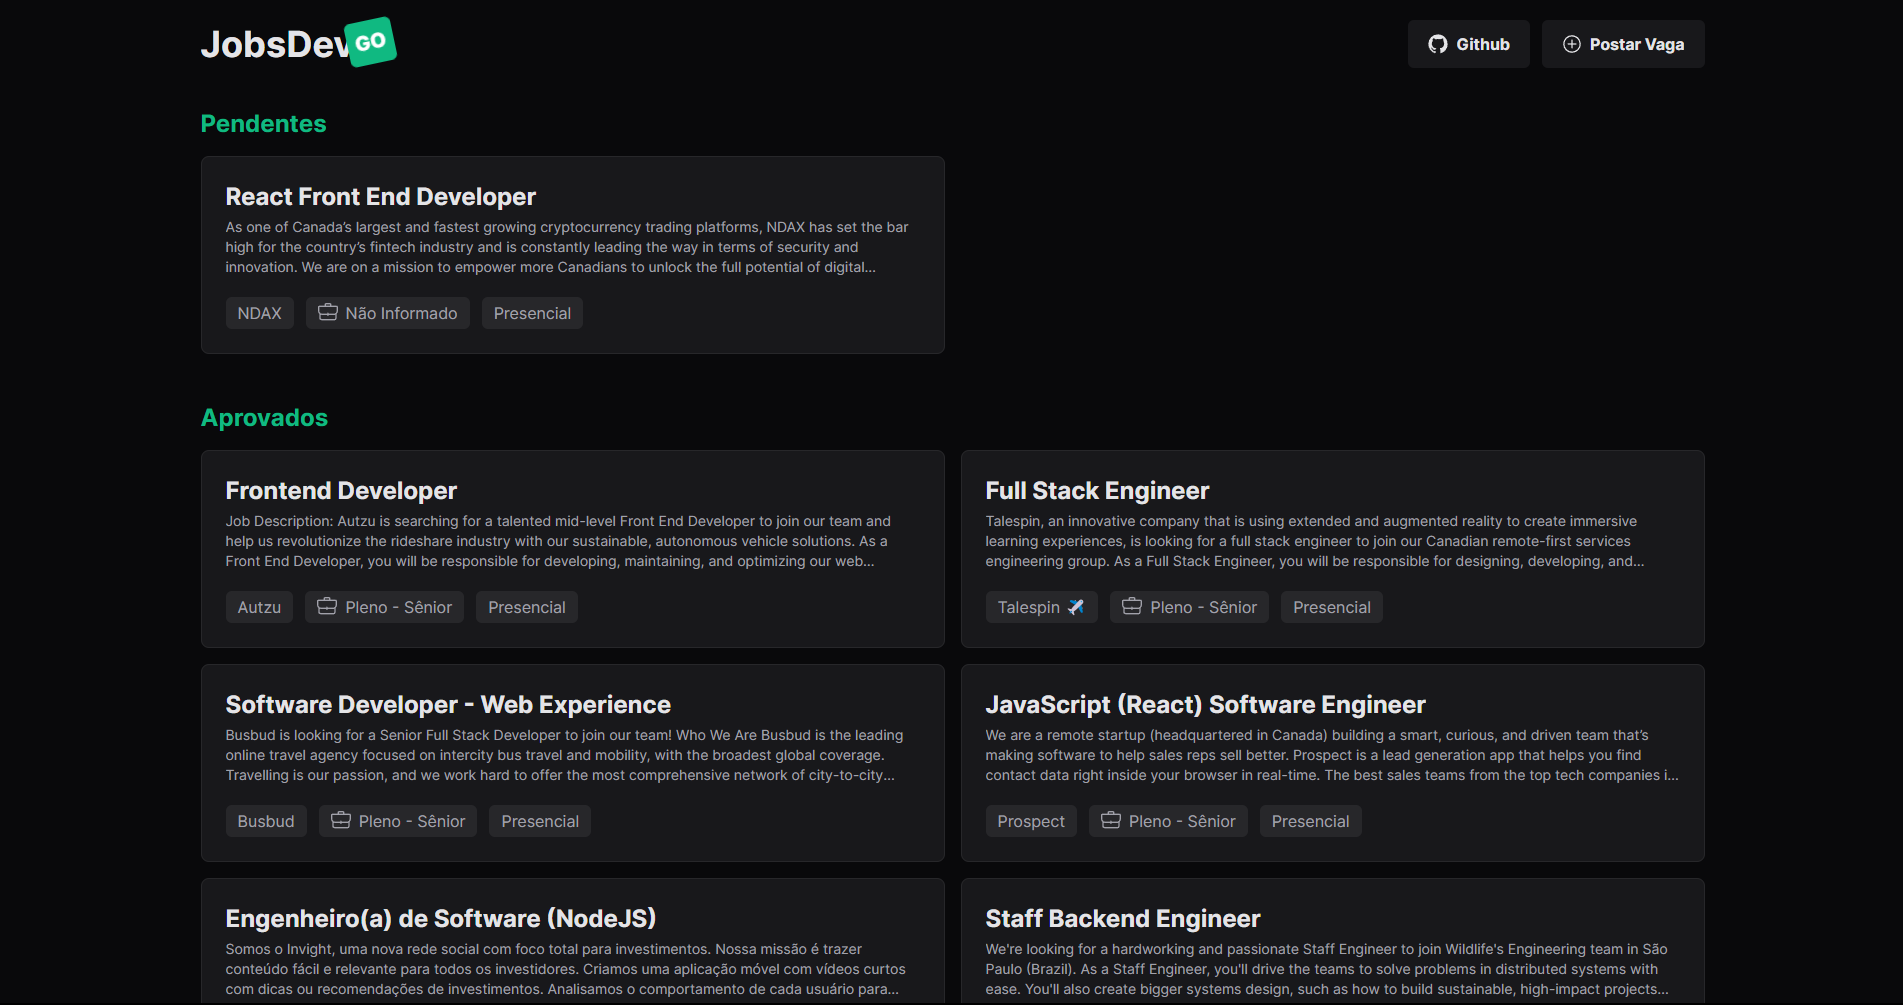 JobsDev GO
Github
Postar Vaga
Pendentes
React Front End Developer
As one of Canada’s largest and fastest growing cryptocurrency trading platforms, NDAX has set the bar
high for the country’s fintech industry and is constantly leading the way in terms of security and
innovation. We are on a mission to empower more Canadians to unlock the full potential of digital...
NDAX
Não Informado
Presencial
Aprovados
Frontend Developer
Job Description: Autzu is searching for a talented mid-level Front End Developer to join our team and
help us revolutionize the rideshare industry with our sustainable, autonomous vehicle solutions. As a
Front End Developer, you will be responsible for developing, maintaining, and optimizing our web...
Autzu
Pleno - Sênior
Presencial
Full Stack Engineer
Talespin, an innovative company that is using extended and augmented reality to create immersive
learning experiences, is looking for a full stack engineer to join our Canadian remote-first services
engineering group. As a Full Stack Engineer, you will be responsible for designing, developing, and...
Talespin
Pleno - Sênior
Presencial
Software Developer - Web Experience
Busbud is looking for a Senior Full Stack Developer to join our team! Who We Are Busbud is the leading
online travel agency focused on intercity bus travel and mobility, with the broadest global coverage.
Travelling is our passion, and we work hard to offer the most comprehensive network of city-to-city...
Busbud
Pleno - Sênior
Presencial
JavaScript (React) Software Engineer
We are a remote startup (headquartered in Canada) building a smart, curious, and driven team that’s
making software to help sales reps sell better. Prospect is a lead generation app that helps you find
contact data right inside your browser in real-time. The best sales teams from the top tech companies i...
Prospect
Pleno - Sênior
Presencial
Engenheiro(a) de Software (NodeJS)
Somos o Invight, uma nova rede social com foco total para investimentos. Nossa missão é trazer
conteúdo fácil e relevante para todos os investidores. Criamos uma aplicação móvel com vídeos curtos
com dicas ou recomendações de investimentos. Analisamos o comportamento de cada usuário para...
Staff Backend Engineer
We're looking for a hardworking and passionate Staff Engineer to join Wildlife's Engineering team in São
Paulo (Brazil). As a Staff Engineer, you'll drive the teams to solve problems in distributed systems with
ease. You'll also create bigger systems design, such as how to build sustainable, high-impact projects...